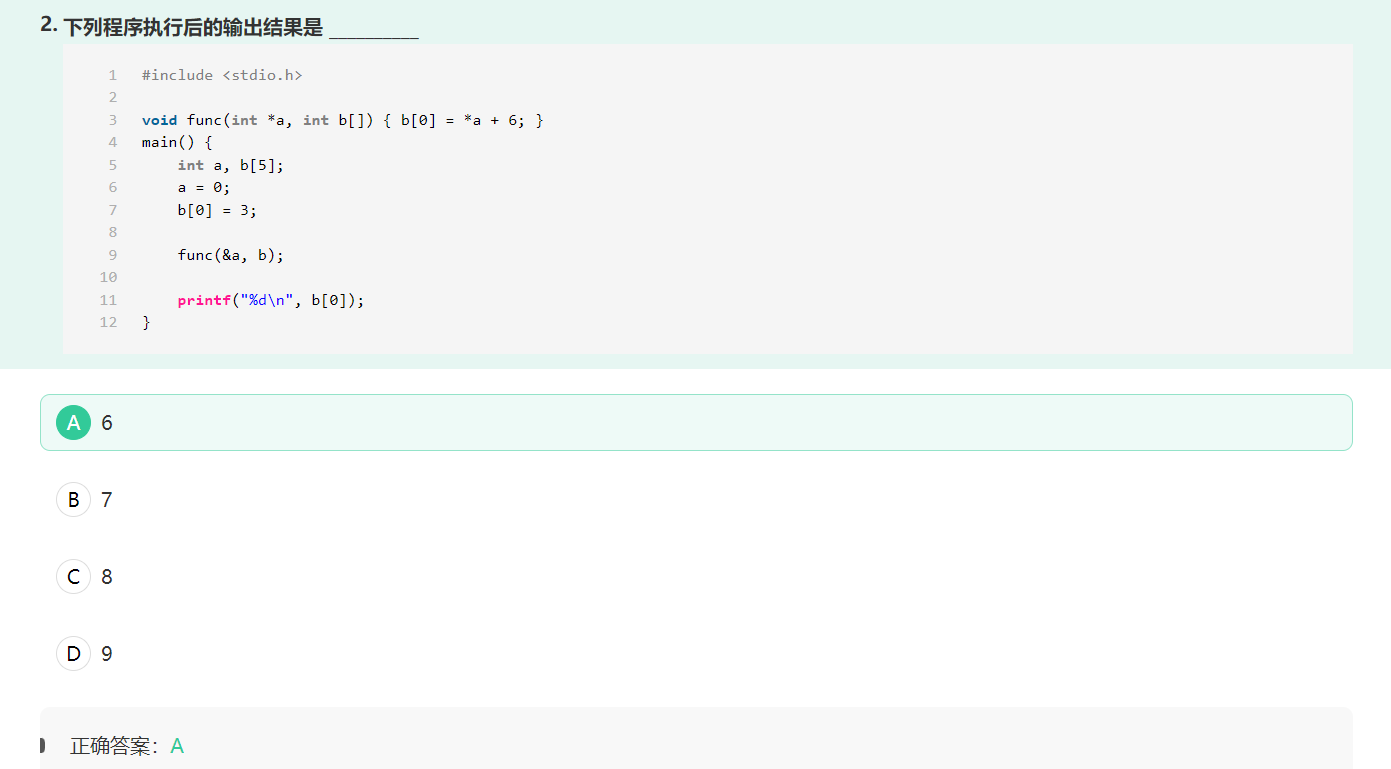 2. 下列程序执行后的输出结果是 __________
1 #include <stdio.h>
2
3 void func(int *a, int b[]) { b[0] = *a + 6; }
4 main() {
5     int a, b[5];
6     a = 0;
7     b[0] = 3;
8
9     func(&a, b);
10
11     printf("%d\n", b[0]);
12 }
A 6
B 7
C 8
D 9
正确答案： A